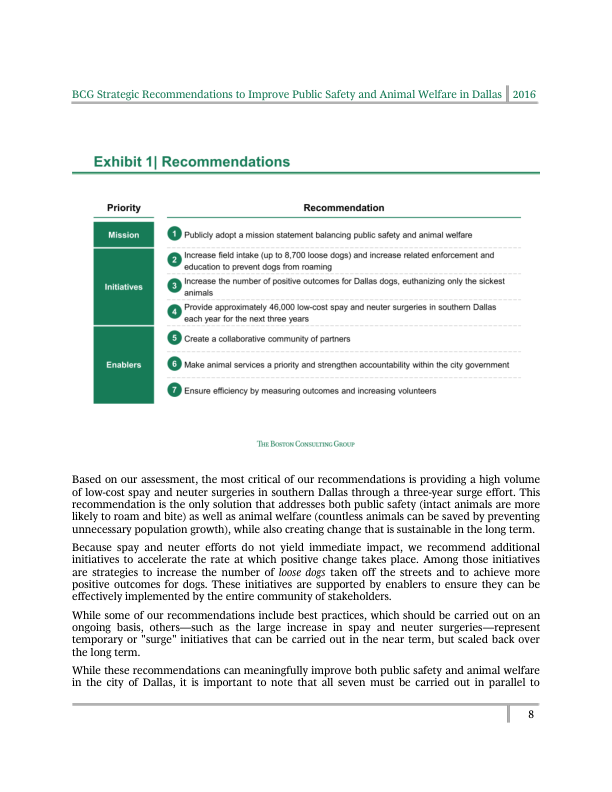 BCG Strategic Recommendations to Improve Public Safety and Animal Welfare in Dallas 2016
Exhibit 1| Recommendations
Priority Recommendation
Mission
1 Publicly adopt a mission statement balancing public safety and animal welfare
Initiatives
2 Increase field intake (up to 8,700 loose dogs) and increase related enforcement and
education to prevent dogs from roaming
3 Increase the number of positive outcomes for Dallas dogs, euthanizing only the sickest
animals
4 Provide approximately 46,000 low-cost spay and neuter surgeries in southern Dallas
each year for the next three years
Enablers
5 Create a collaborative community of partners
6 Make animal services a priority and strengthen accountability within the city government
7 Ensure efficiency by measuring outcomes and increasing volunteers
THE BOSTON CONSULTING GROUP
Based on our assessment, the most critical of our recommendations is providing a high volume
of low-cost spay and neuter surgeries in southern Dallas through a three-year surge effort. This
recommendation is the only solution that addresses both public safety (intact animals are more
likely to roam and bite) as well as animal welfare (countless animals can be saved by preventing
unnecessary population growth), while also creating change that is sustainable in the long term.
Because spay and neuter efforts do not yield immediate impact, we recommend additional
initiatives to accelerate the rate at which positive change takes place. Among those initiatives
are strategies to increase the number of loose dogs taken off the streets and to achieve more
positive outcomes for dogs. These initiatives are supported by enablers to ensure they can be
effectively implemented by the entire community of stakeholders.
While some of our recommendations include best practices, which should be carried out on an
ongoing basis, others—such as the large increase in spay and neuter surgeries—represent
temporary or "surge" initiatives that can be carried out in the near term, but scaled back over
the long term.
While these recommendations can meaningfully improve both public safety and animal welfare
in the city of Dallas, it is important to note that all seven must be carried out in parallel to
8